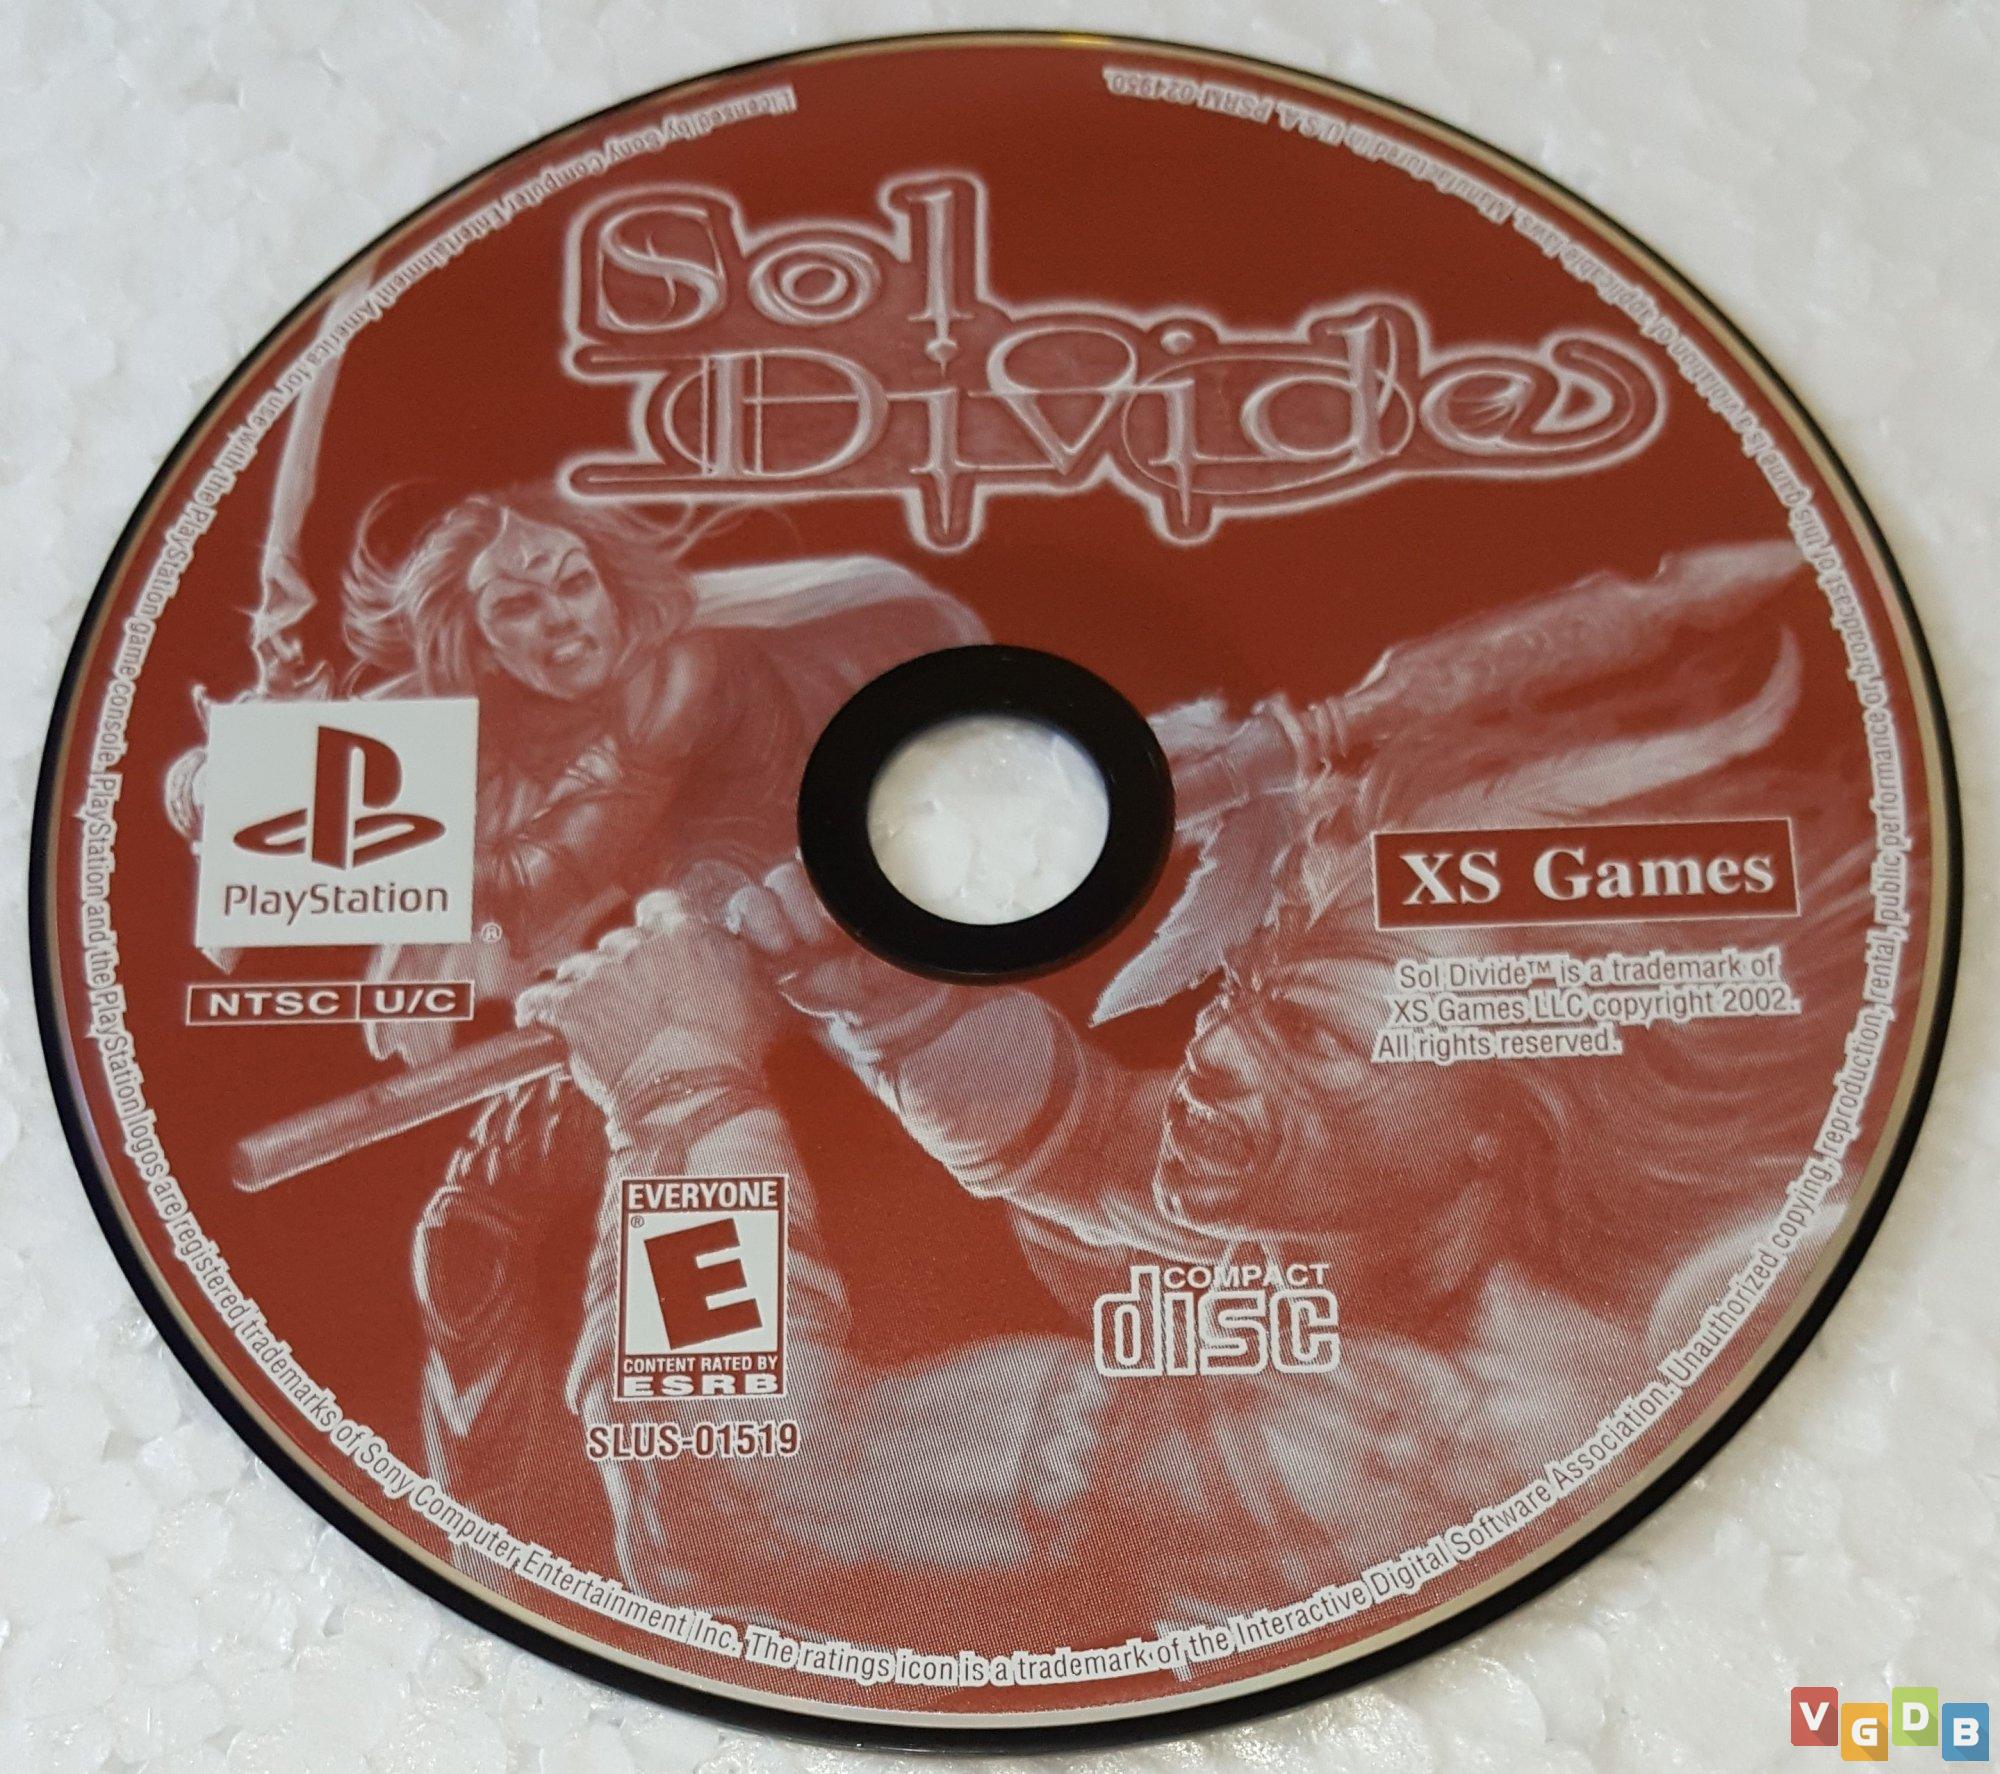 Sol
Divide
PlayStation
®
NTSC U/C
XS Games
Sol Divide™ is a trademark of
XS Games LLC copyright 2002.
All rights reserved.
EVERYONE
E
®
CONTENT RATED BY
ESRB
SLUS-01519
COMPACT
disc
Licensed by Sony Computer Entertainment America for use with the PlayStation game console. PlayStation and the PlayStation logos are registered trademarks of Sony Computer Entertainment Inc. The ratings icon is a trademark of the Interactive Digital Software Association. Unauthorized copying, reproduction, rental, public performance or broadcast of this game is a violation of applicable laws. Manufactured in U.S.A. PSRM-024950.
VGDB